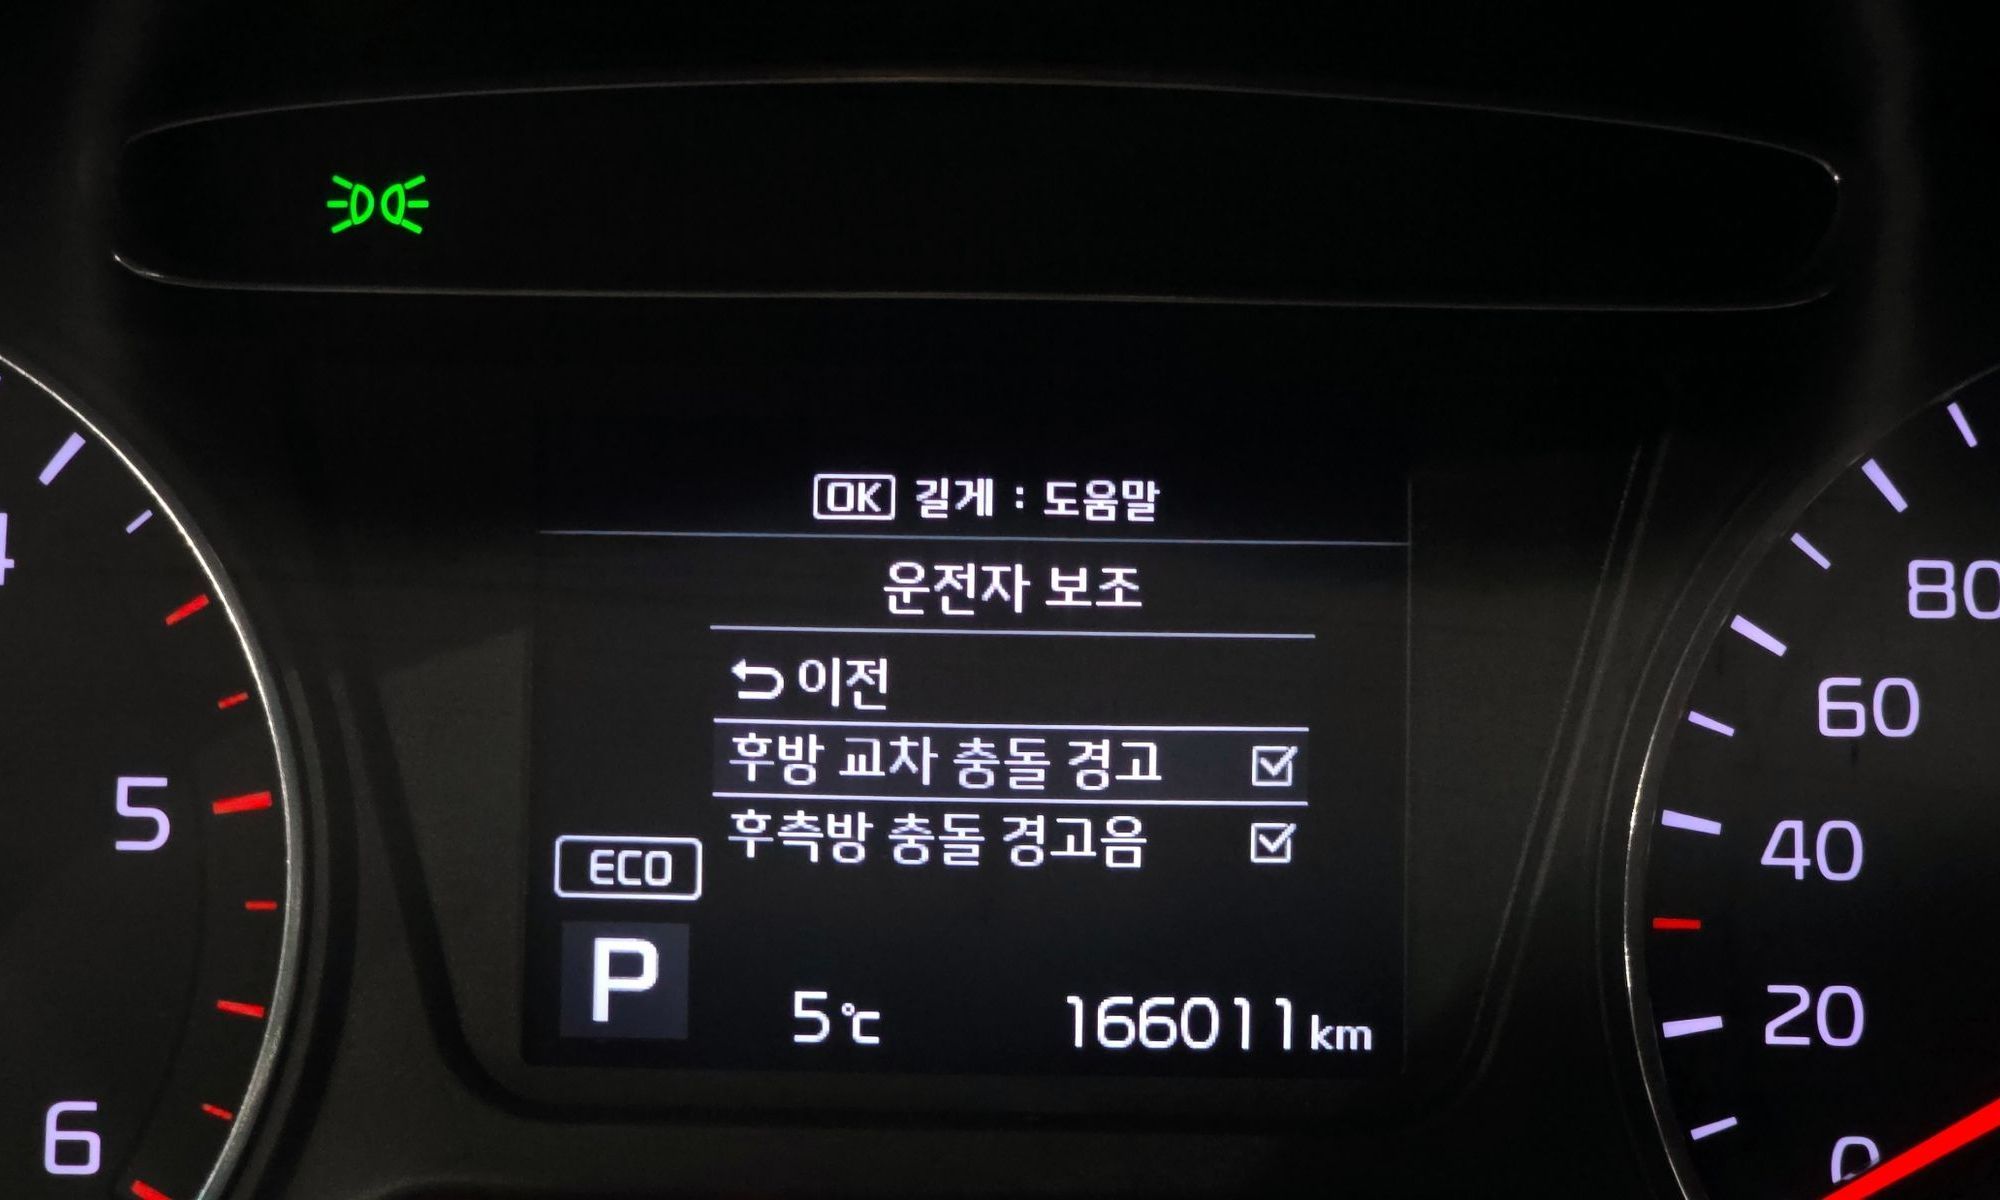 OK 길게 : 도움말
운전자 보조
이전
후방 교차 충돌 경고
후측방 충돌 경고음
ECO
P
5℃ 166011 km
5
6
80
60
40
20
0